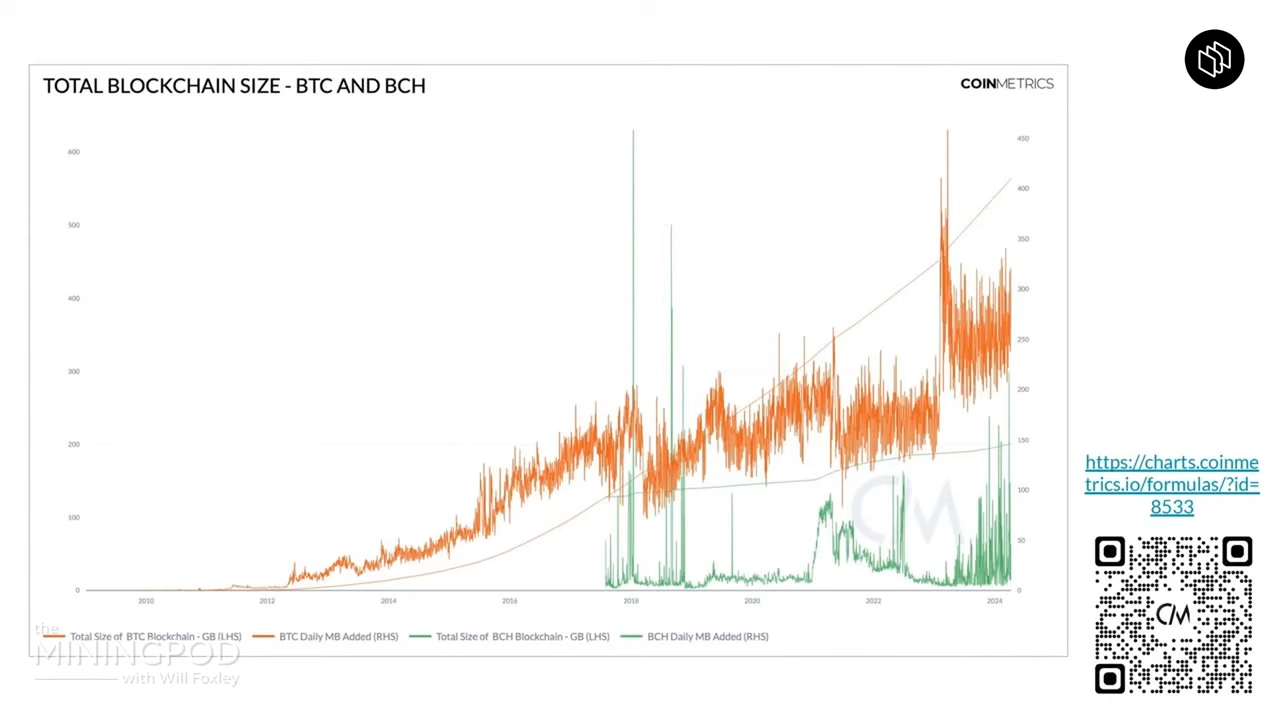 TOTAL BLOCKCHAIN SIZE - BTC AND BCH
COINMETRICS
600
500
400
300
200
100
0
450
400
350
300
250
200
150
100
50
0
2010 2012 2014 2016 2018 2020 2022 2024
CM
Total Size of BTC Blockchain - GB (LHS) BTC Daily MB Added (RHS) Total Size of BCH Blockchain - GB (LHS) BCH Daily MB Added (RHS)
the
MININGPOD
with Will Foxley
https://charts.coinme
trics.io/formulas/?id=
8533
CM